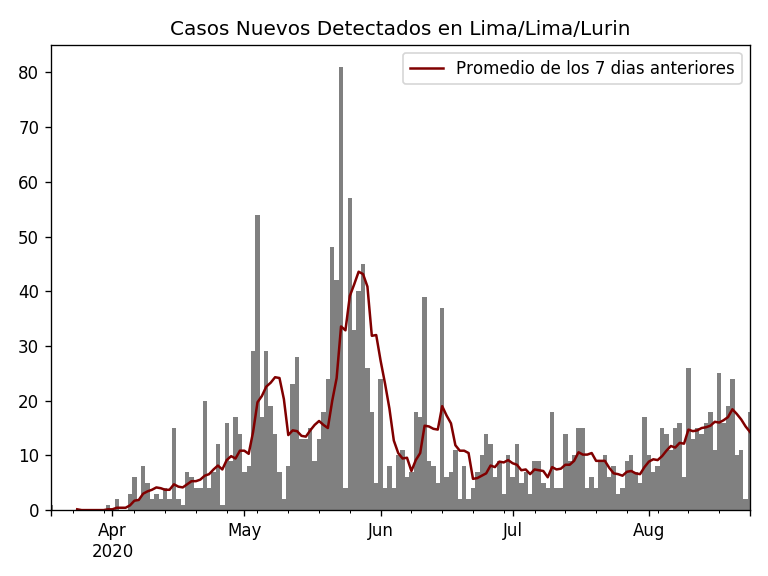 Casos Nuevos Detectados en Lima/Lima/Lurin
Promedio de los 7 dias anteriores
80
70
60
50
40
30
20
10
0
Apr
2020
May
Jun
Jul
Aug